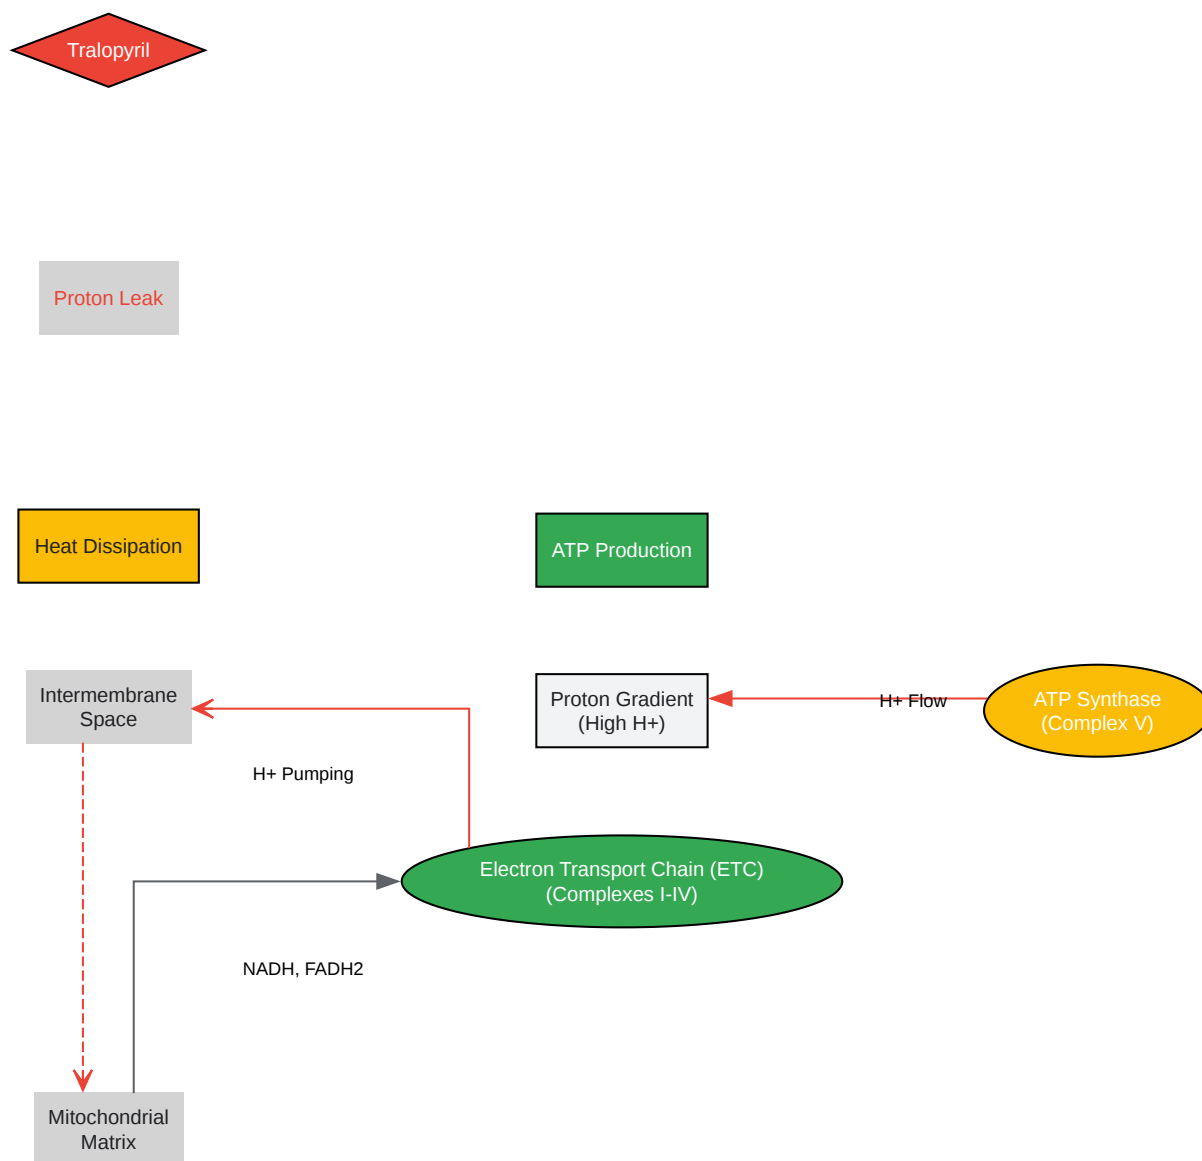 Tralopyril
Proton Leak
Heat Dissipation
ATP Production
Intermembrane
Space
Proton Gradient
(High H+)
H+ Flow
ATP Synthase
(Complex V)
H+ Pumping
Electron Transport Chain (ETC)
(Complexes I-IV)
NADH, FADH2
Mitochondrial
Matrix